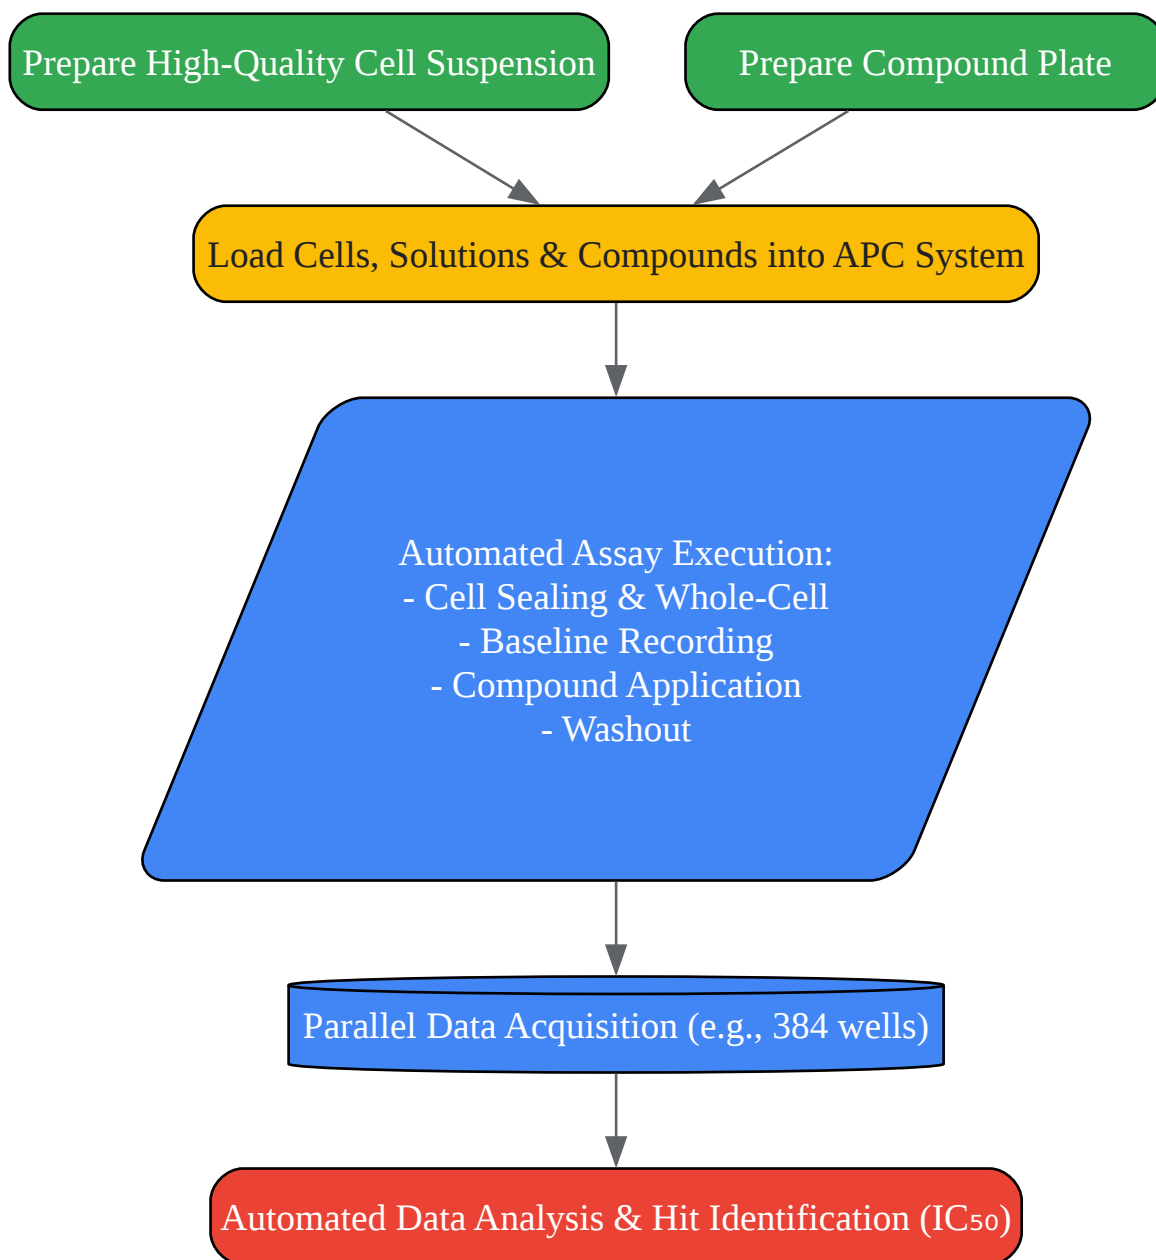 Prepare High-Quality Cell Suspension
Prepare Compound Plate
Load Cells, Solutions & Compounds into APC System
Automated Assay Execution:
- Cell Sealing & Whole-Cell
- Baseline Recording
- Compound Application
- Washout
Parallel Data Acquisition (e.g., 384 wells)
Automated Data Analysis & Hit Identification (IC₅₀)